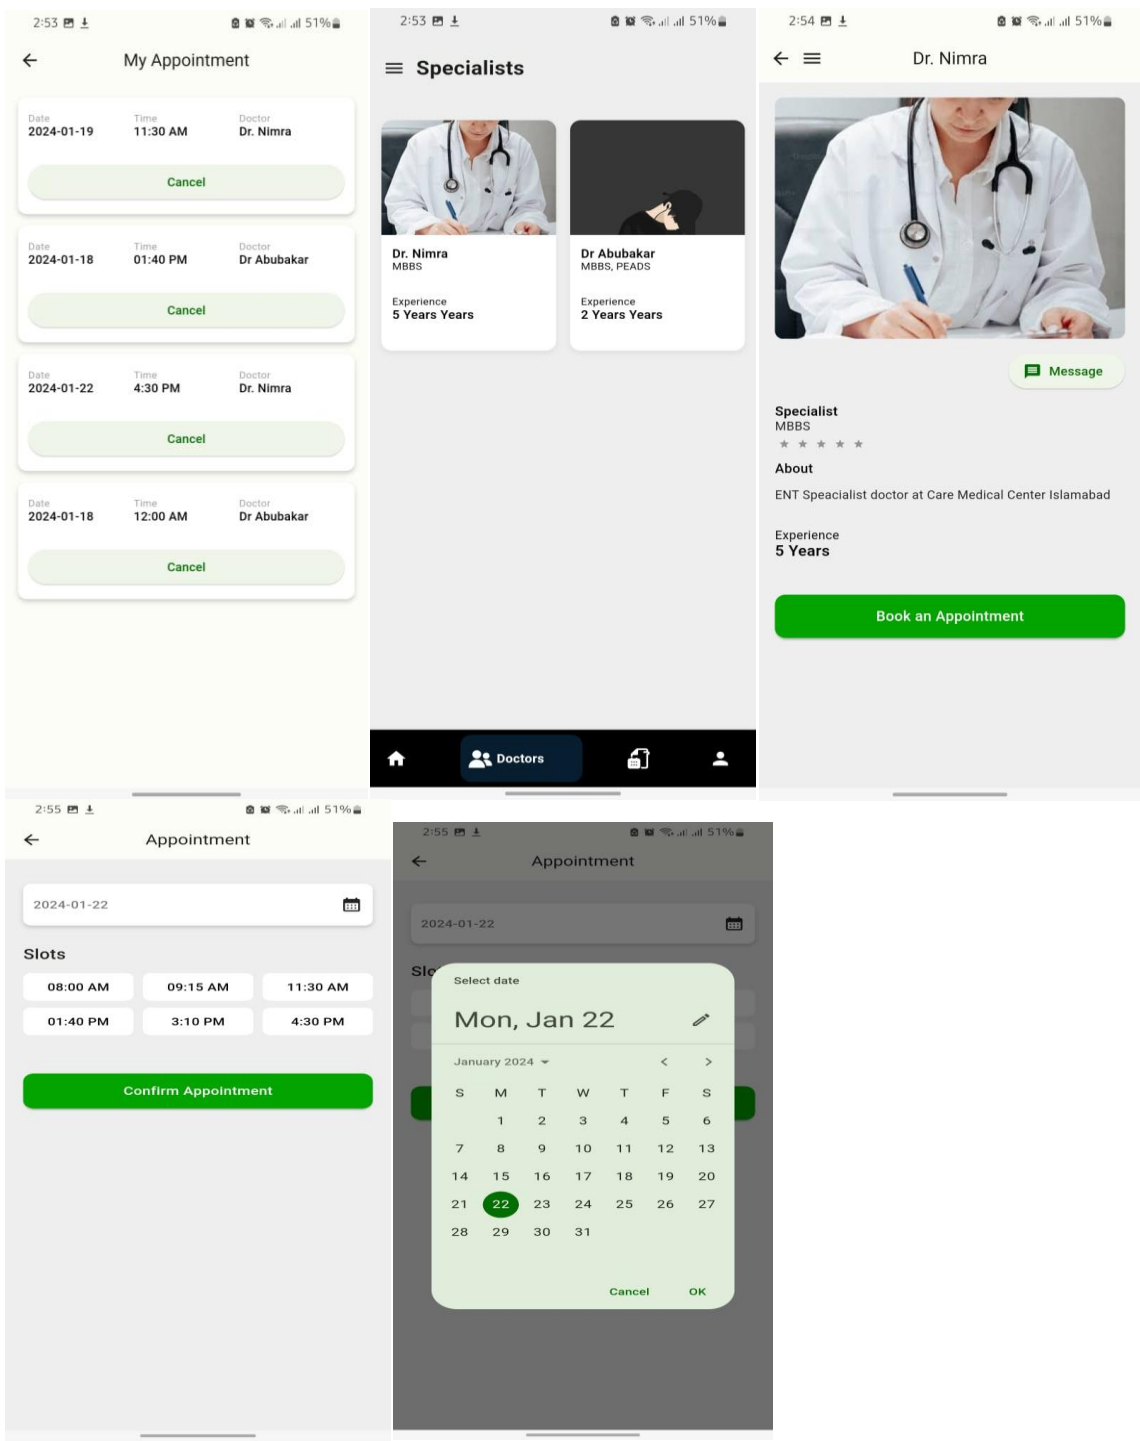 2:53 51%
My Appointment
Date Time Doctor
2024-01-19 11:30 AM Dr. Nimra
Cancel
Date Time Doctor
2024-01-18 01:40 PM Dr Abubakar
Cancel
Date Time Doctor
2024-01-22 4:30 PM Dr. Nimra
Cancel
Date Time Doctor
2024-01-18 12:00 AM Dr Abubakar
Cancel
2:53 51%
Specialists
Dr. Nimra
MBBS
Experience
5 Years Years
Dr Abubakar
MBBS, PEADS
Experience
2 Years Years
Doctors
2:54 51%
Dr. Nimra
Message
Specialist
MBBS
About
ENT Speacialist doctor at Care Medical Center Islamabad
Experience
5 Years
Book an Appointment
2:55 51%
Appointment
2024-01-22
Slots
08:00 AM 09:15 AM 11:30 AM
01:40 PM 3:10 PM 4:30 PM
Confirm Appointment
2:55 51%
Appointment
2024-01-22
Slo
Select date
Mon, Jan 22
January 2024
S M T W T F S
1 2 3 4 5 6
7 8 9 10 11 12 13
14 15 16 17 18 19 20
21 22 23 24 25 26 27
28 29 30 31
Cancel OK